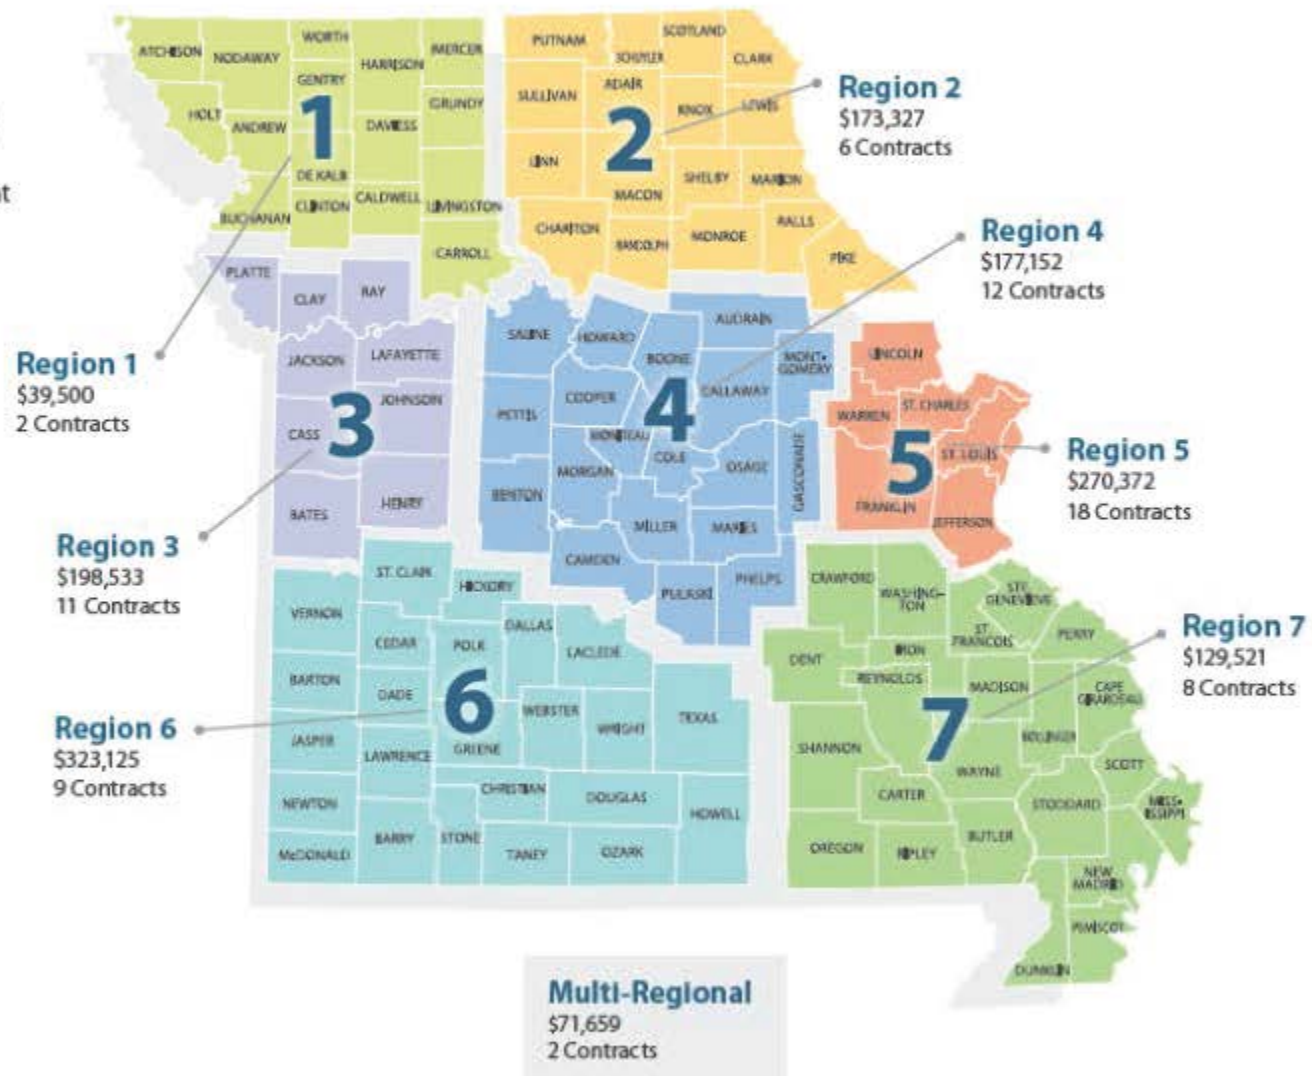 nt
ATCHISON
NODAWAY
WORTH
HARRISON
MERCER
GENTRY
GRUNDY
HOLT
ANDREW
DAVIESS
1
DE KALB
BUCHANAN
CLINTON
CALDWELL
LIVINGSTON
CARROLL
PUTNAM
SCHUYLER
SCOTLAND
CLARK
SULLIVAN
ADAIR
KNOX
LEWIS
2
LINN
MACON
SHELBY
MARION
CHARITON
RANDOLPH
MONROE
RALLS
PIKE
Region 2
$173,327
6 Contracts
Region 4
$177,152
12 Contracts
PLATTE
CLAY
RAY
JACKSON
LAFAYETTE
JOHNSON
CASS
3
BATES
HENRY
Region 1
$39,500
2 Contracts
SALINE
HOWARD
AUDRAIN
BOONE
MONT-
GOMERY
CALLAWAY
COOPER
4
PETTIS
MONITEAU
COLE
OSAGE
GASCONADE
MORGAN
BENTON
MILLER
MARIES
CAMDEN
PULASKI
PHELPS
LINCOLN
WARREN
ST. CHARLES
5
ST. LOUIS
FRANKLIN
JEFFERSON
Region 5
$270,372
18 Contracts
Region 3
$198,533
11 Contracts
ST. CLAIR
HICKORY
VERNON
CEDAR
POLK
DALLAS
LACLEDE
BARTON
DADE
6
WEBSTER
WRIGHT
TEXAS
JASPER
LAWRENCE
GREENE
CHRISTIAN
DOUGLAS
HOWELL
NEWTON
BARRY
STONE
TANEY
OZARK
McDONALD
Region 6
$323,125
9 Contracts
CRAWFORD
WASHING-
TON
STE.
GENEVIEVE
ST.
FRANCOIS
PERRY
DENT
IRON
REYNOLDS
MADISON
CAPE
GIRARDEAU
7
BOLLINGER
SHANNON
WAYNE
SCOTT
CARTER
STODDARD
MISS-
ISSIPPI
OREGON
RIPLEY
BUTLER
NEW
MADRID
PEMISCOT
DUNKLIN
Region 7
$129,521
8 Contracts
Multi-Regional
$71,659
2 Contracts